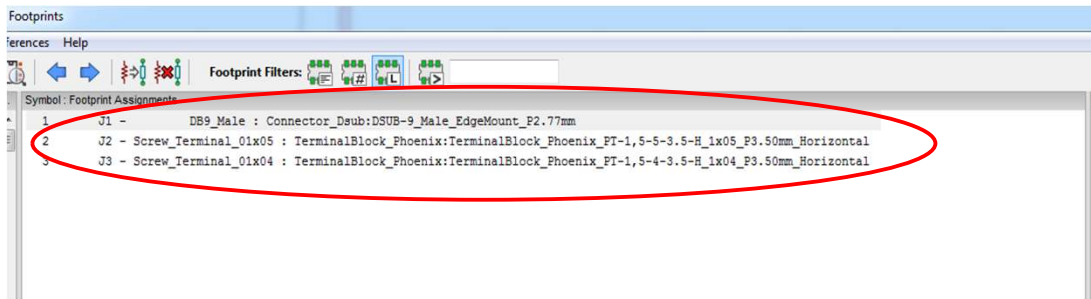 Footprints
ferences Help
Footprint Filters:
Symbol : Footprint Assignments
1 J1 - DB9_Male : Connector_Dsub:DSUB-9_Male_EdgeMount_P2.77mm
2 J2 - Screw_Terminal_01x05 : TerminalBlock_Phoenix:TerminalBlock_Phoenix_PT-1,5-5-3.5-H_1x05_P3.50mm_Horizontal
3 J3 - Screw_Terminal_01x04 : TerminalBlock_Phoenix:TerminalBlock_Phoenix_PT-1,5-4-3.5-H_1x04_P3.50mm_Horizontal